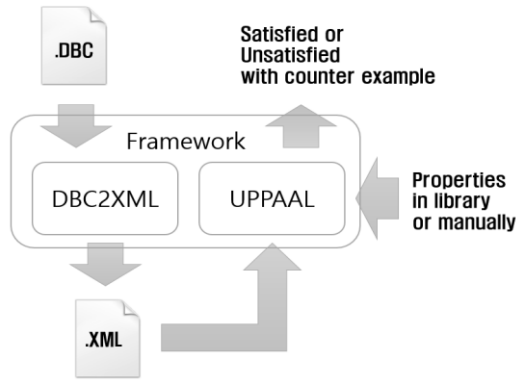 .DBC
Satisfied or
Unsatisfied
with counter example
Framework
DBC2XML
UPPAAL
Properties
in library
or manually
.XML